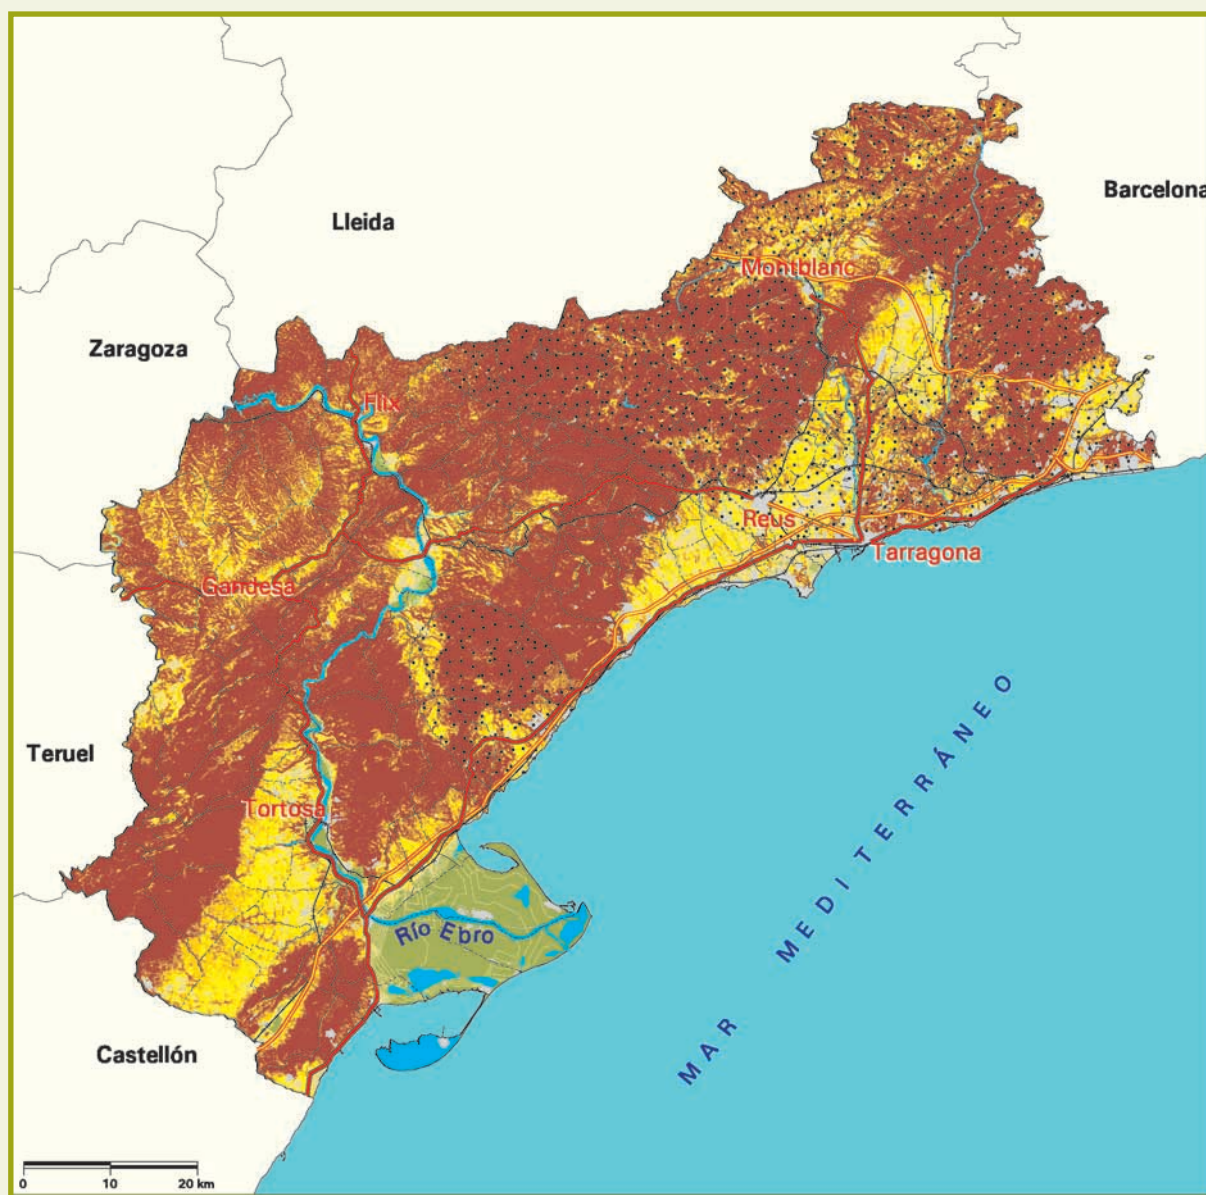 Barcelona
Lleida
Montblanc
Zaragoza
Flix
Reus
Tarragona
Gandesa
Teruel
Tortosa
MAR MEDITERRÁNEO
Río Ebro
Castellón
0 10 20 km